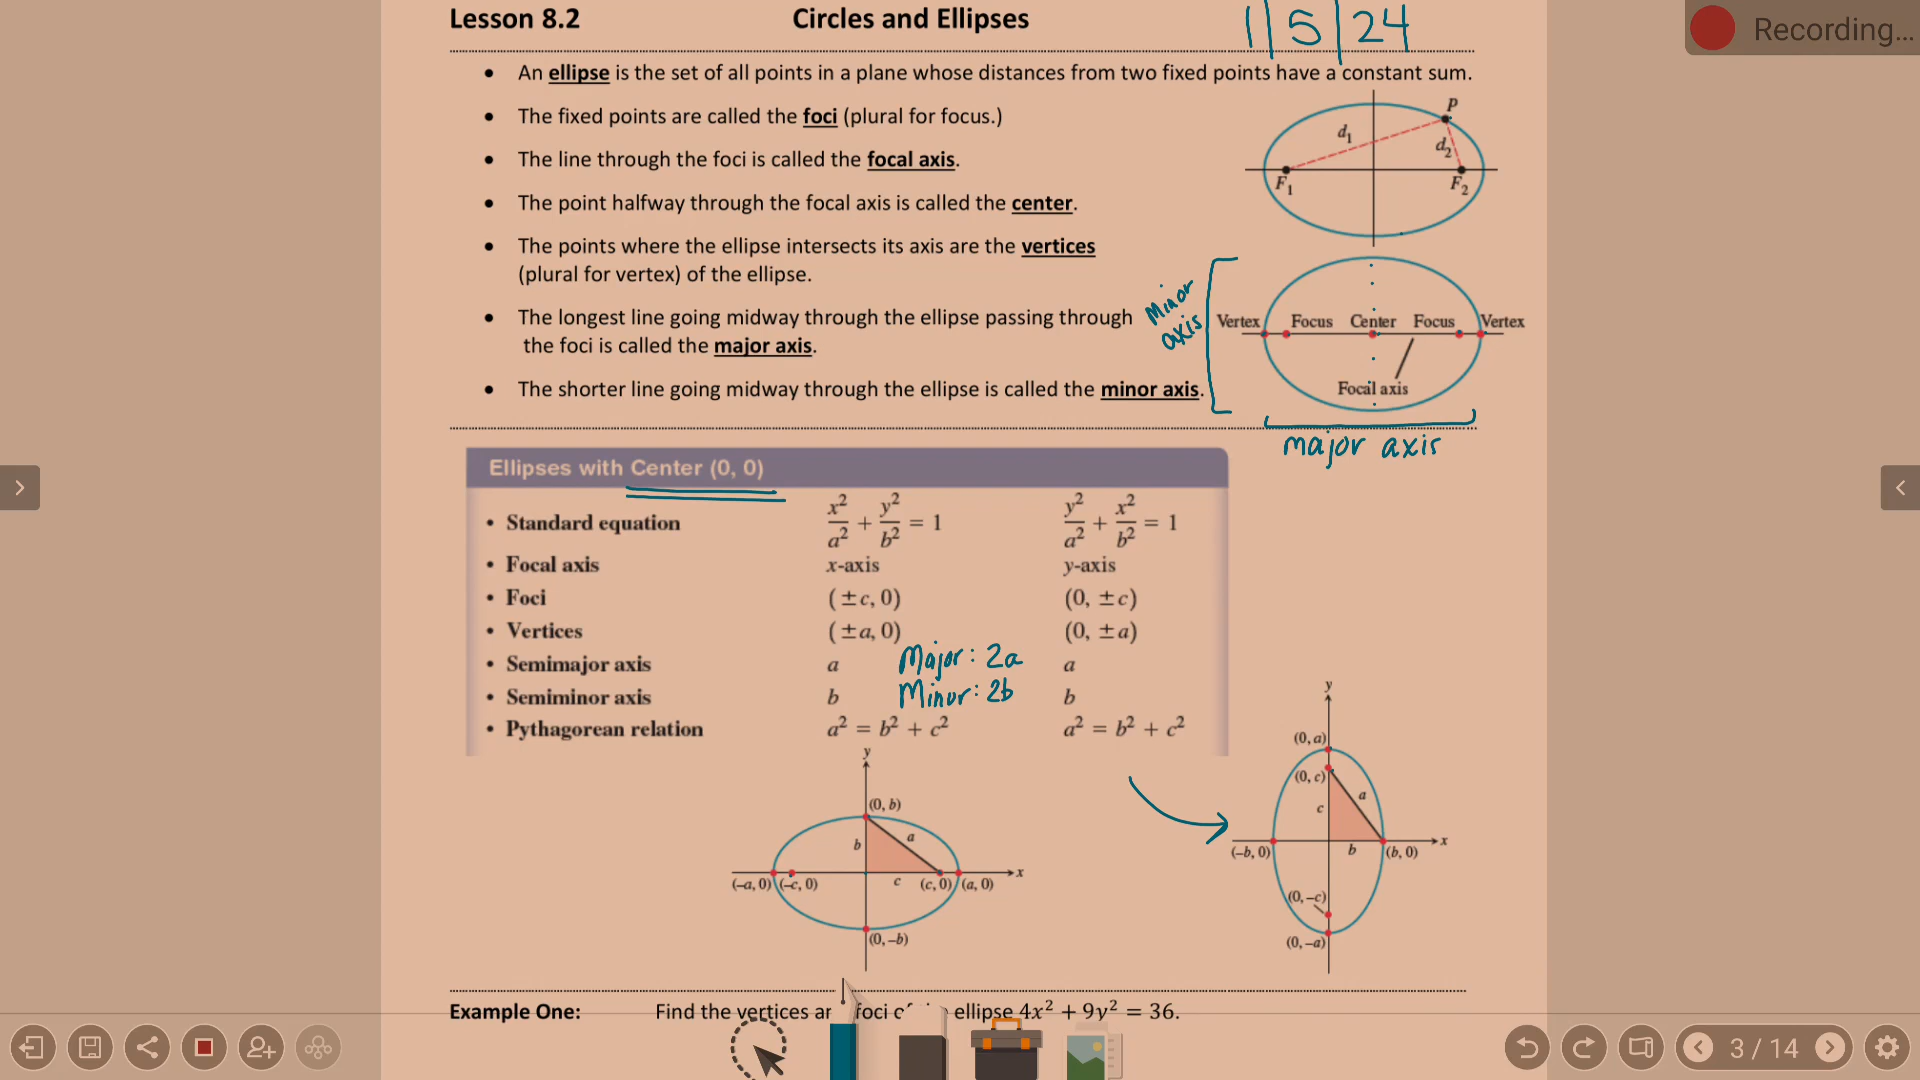 Lesson 8.2 Circles and Ellipses 1|5|24
Recording...
• An ellipse is the set of all points in a plane whose distances from two fixed points have a constant sum.
• The fixed points are called the foci (plural for focus.)
• The line through the foci is called the focal axis.
• The point halfway through the focal axis is called the center.
• The points where the ellipse intersects its axis are the vertices
(plural for vertex) of the ellipse.
• The longest line going midway through the ellipse passing through
the foci is called the major axis.
• The shorter line going midway through the ellipse is called the minor axis.
P
d₁
d₂
F₁
F₂
Minor
axis
Vertex Focus Center Focus Vertex
Focal axis
major axis
Ellipses with Center (0, 0)
• Standard equation x²/a² + y²/b² = 1 y²/a² + x²/b² = 1
• Focal axis x-axis y-axis
• Foci (±c, 0) (0, ±c)
• Vertices (±a, 0) (0, ±a)
• Semimajor axis a Major: 2a a
• Semiminor axis b Minor: 2b b
• Pythagorean relation a² = b² + c² a² = b² + c²
y
(0, b)
b a
x
(–a, 0) (–c, 0) c (c, 0) (a, 0)
(0, –b)
y
(0, a)
(0, c)
a
c
x
(–b, 0) b (b, 0)
(0, –c)
(0, –a)
Example One: Find the vertices foci ellipse 4x² + 9y² = 36.
3 / 14